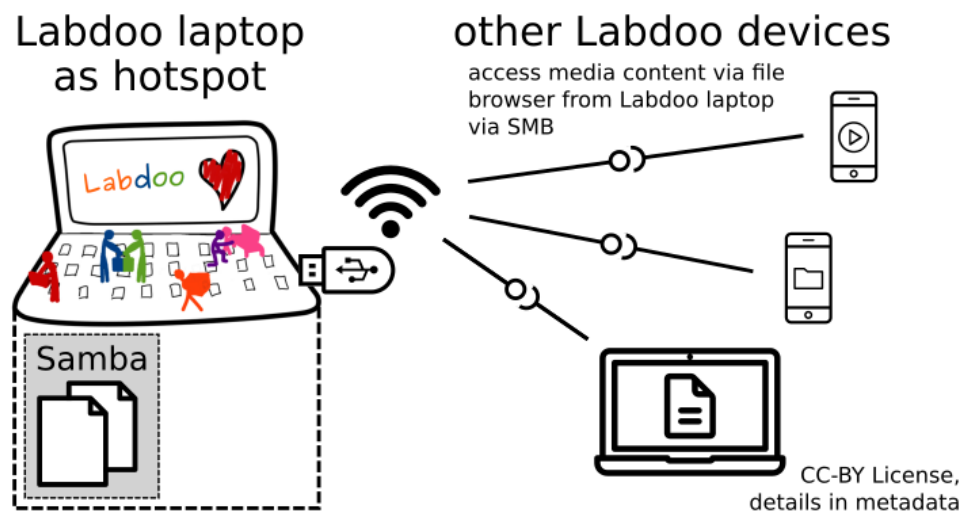 Labdoo laptop
as hotspot
other Labdoo devices
access media content via file
browser from Labdoo laptop
via SMB
Labdoo
Samba
CC-BY License,
details in metadata